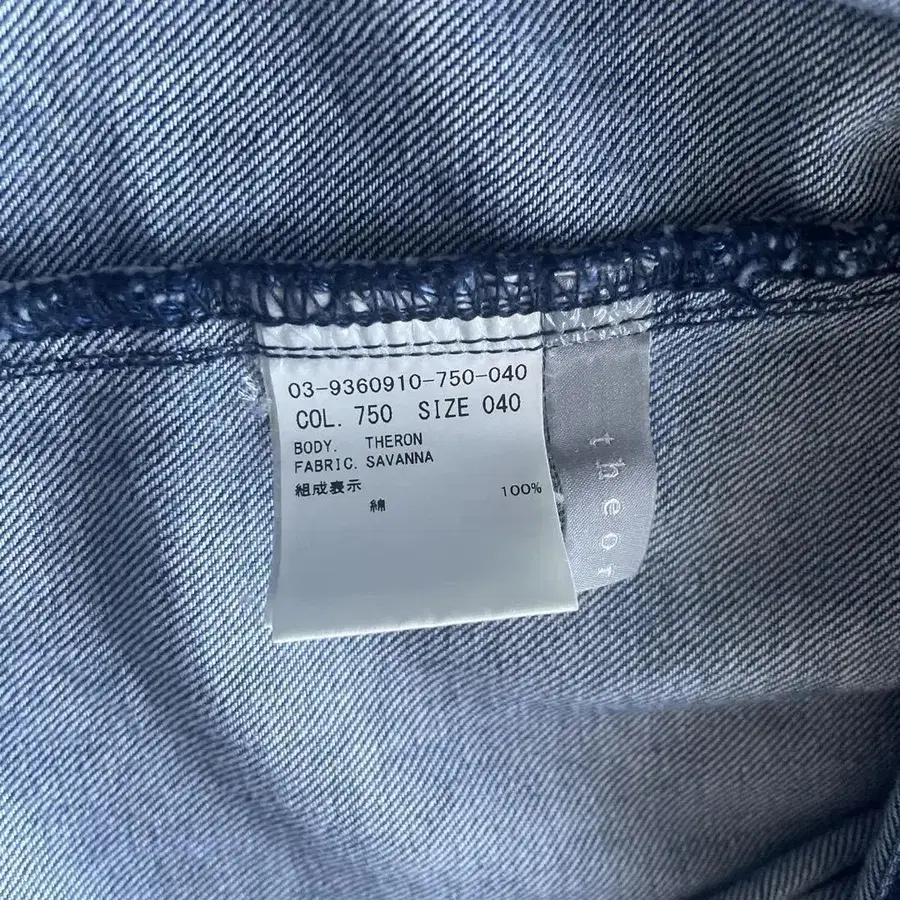 03-9360910-750-040
COL. 750 SIZE 040
BODY. THERON
FABRIC. SAVANNA
組成表示
綿 100%
theor